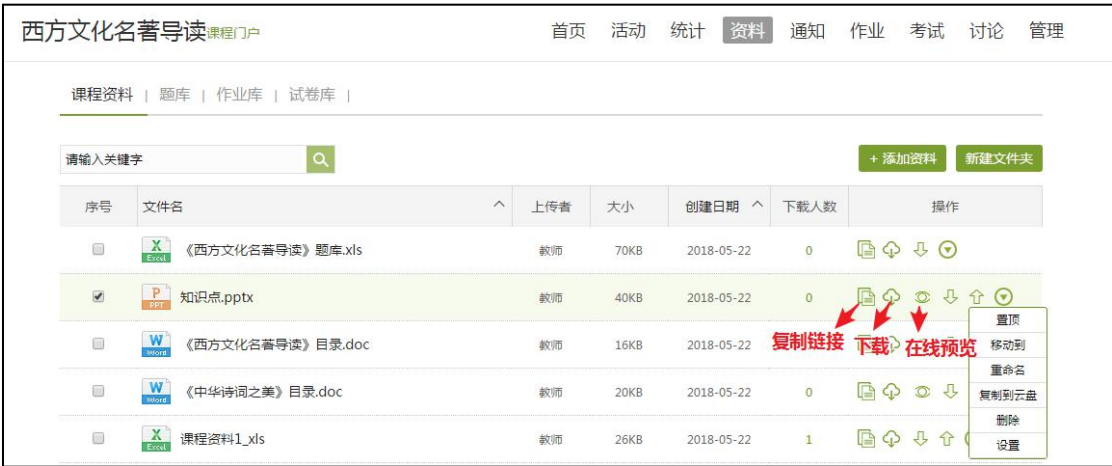 西方文化名著导读课程门户 首页 活动 统计 资料 通知 作业 考试 讨论 管理
课程资料 | 题库 | 作业库 | 试卷库 |
请输入关键字 + 添加资料 新建文件夹
序号 文件名 上传者 大小 创建日期 下载人数 操作
Excel 《西方文化名著导读》题库.xls 教师 70KB 2018-05-22 0
PPT 知识点.pptx 教师 40KB 2018-05-22 0
置顶
Word 《西方文化名著导读》目录.doc 教师 16KB 2018-05-22 复制链接 下载 在线预览 移动到
重命名
Word 《中华诗词之美》目录.doc 教师 20KB 2018-05-22 0 复制到云盘
删除
Excel 课程资料1_xls 教师 26KB 2018-05-22 1 设置